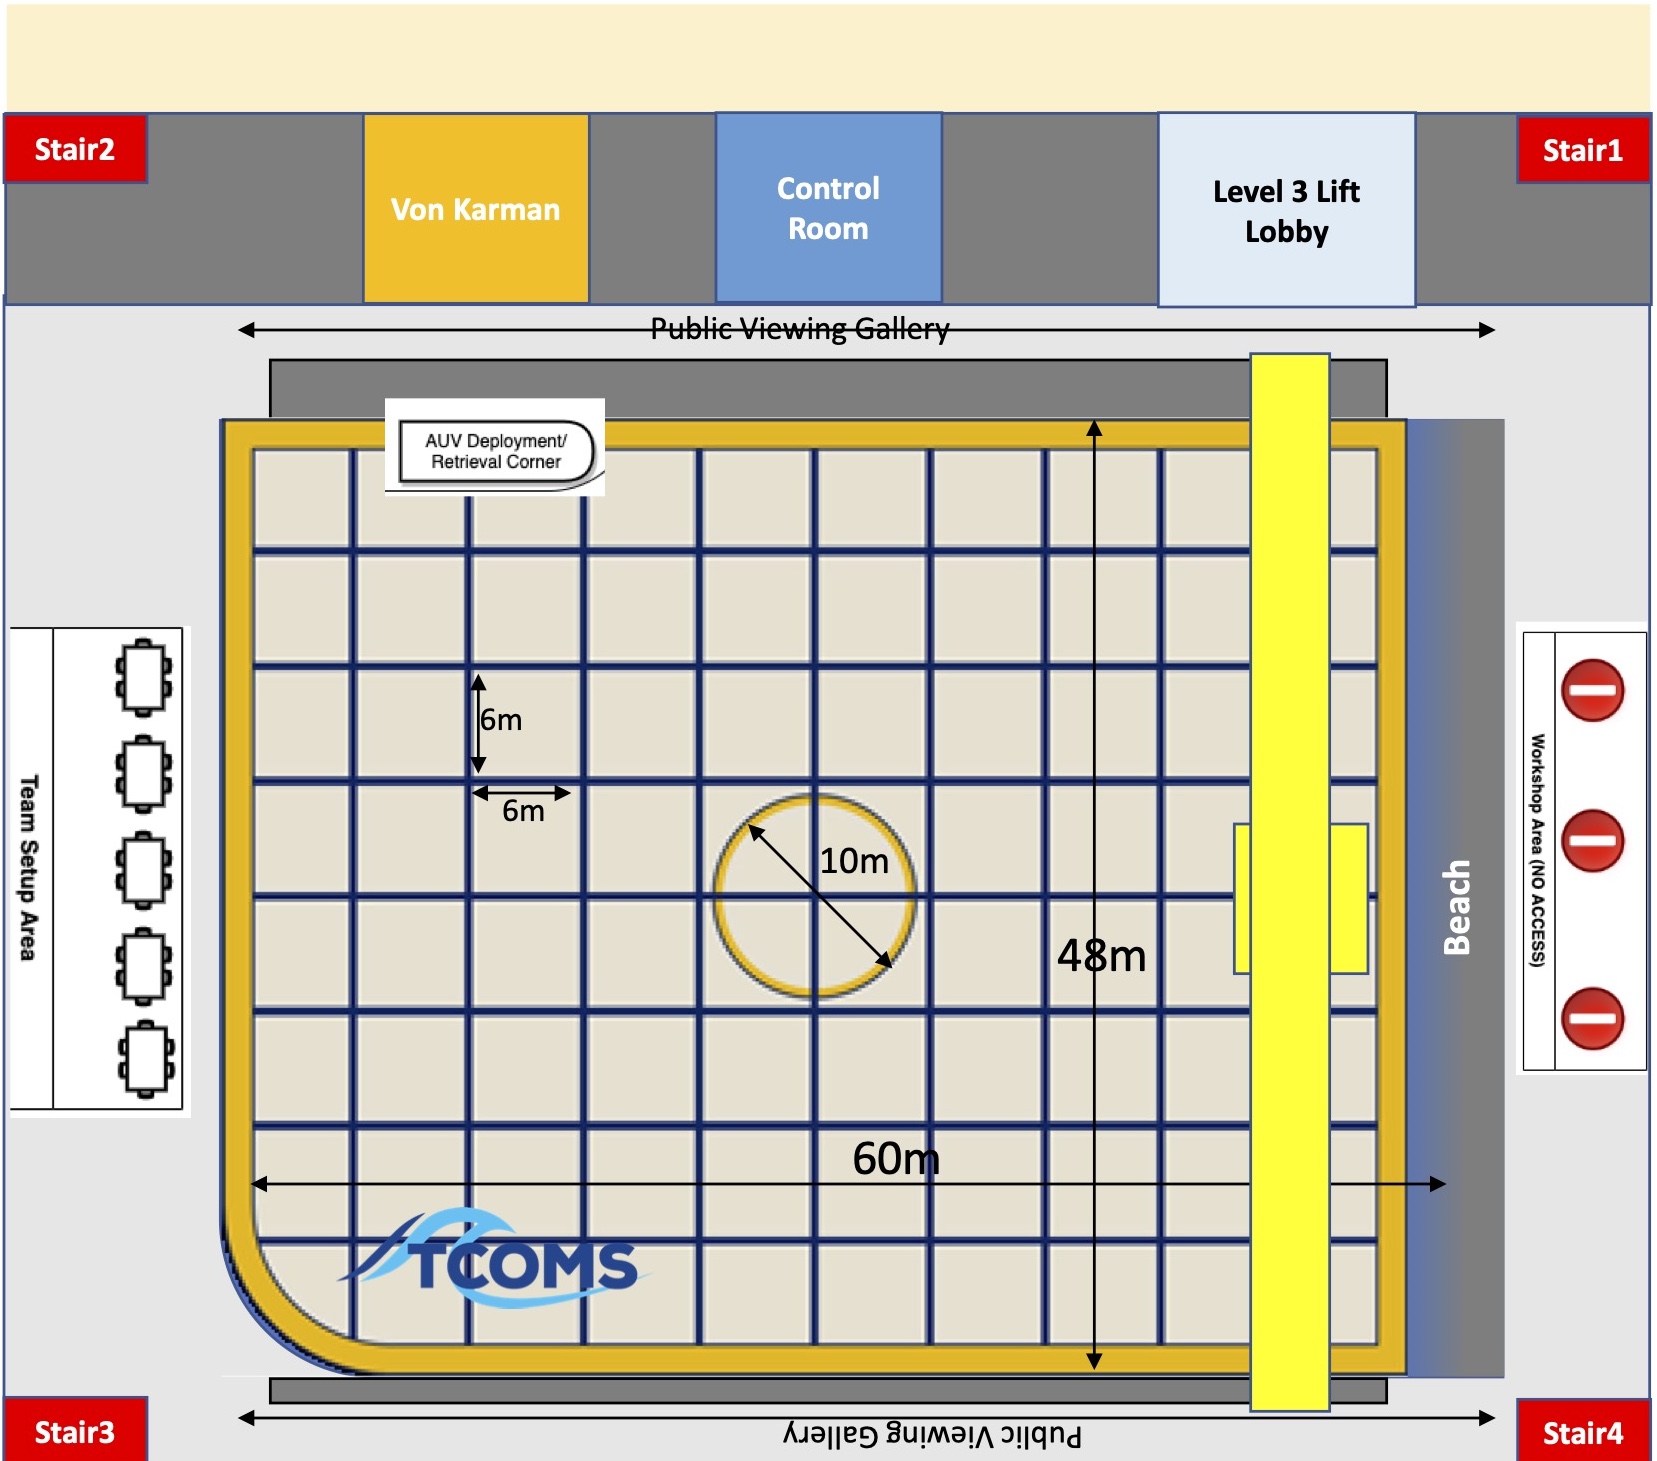 Stair2
Von Karman
Control
Room
Level 3 Lift
Lobby
Stair1
Public Viewing Gallery
AUV Deployment/
Retrieval Corner
6m
6m
10m
48m
60m
Team Setup Area
Beach
Workshop Area (NO ACCESS)
TCOMS
Stair3
Public Viewing Gallery
Stair4